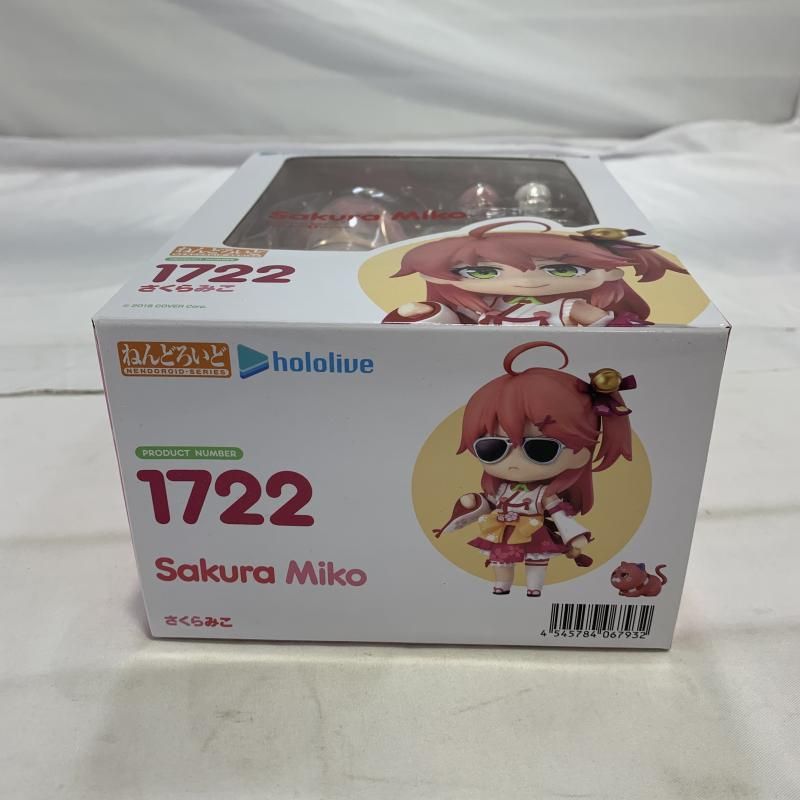 Sakura Miko
ねんどろいど
PRODUCT NUMBER
1722
さくらみこ
© 2016 COVER Corp.
ねんどろいど
NENDOROID-SERIES
hololive
PRODUCT NUMBER
1722
Sakura Miko
さくらみこ
4 545784 067932